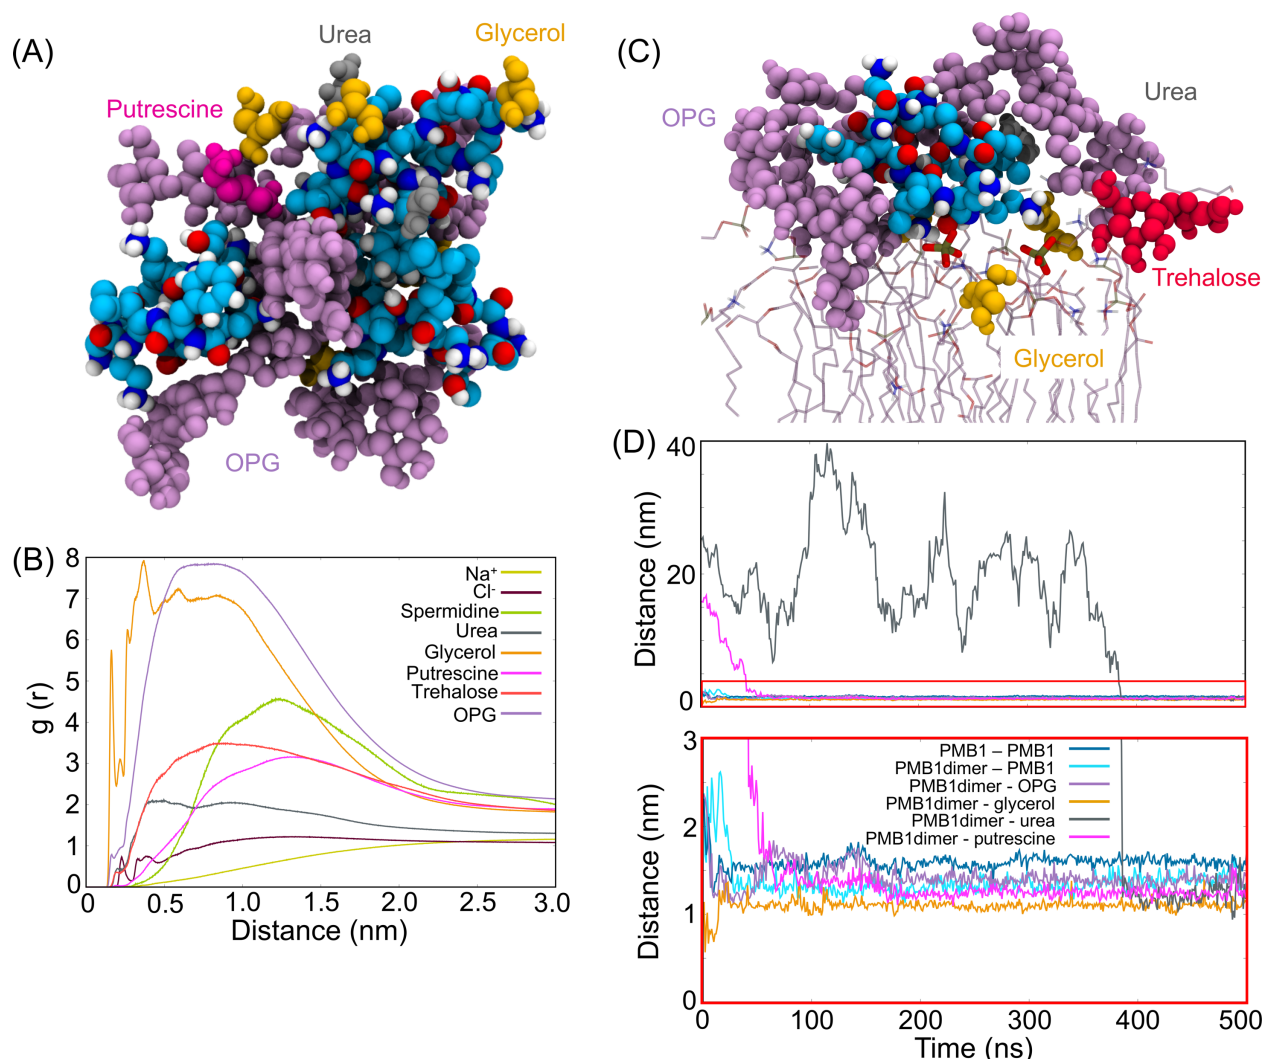 (A)
Urea
Glycerol
Putrescine
OPG
(B)
8
7
6
5
4
3
2
1
0
g (r)
Na⁺
Cl⁻
Spermidine
Urea
Glycerol
Putrescine
Trehalose
OPG
0 0.5 1.0 1.5 2.0 2.5 3.0
Distance (nm)
(C)
OPG
Urea
Trehalose
Glycerol
(D)
40
20
0
Distance (nm)
3
2
1
0
Distance (nm)
PMB1 – PMB1
PMB1dimer – PMB1
PMB1dimer - OPG
PMB1dimer - glycerol
PMB1dimer - urea
PMB1dimer - putrescine
0 100 200 300 400 500
Time (ns)